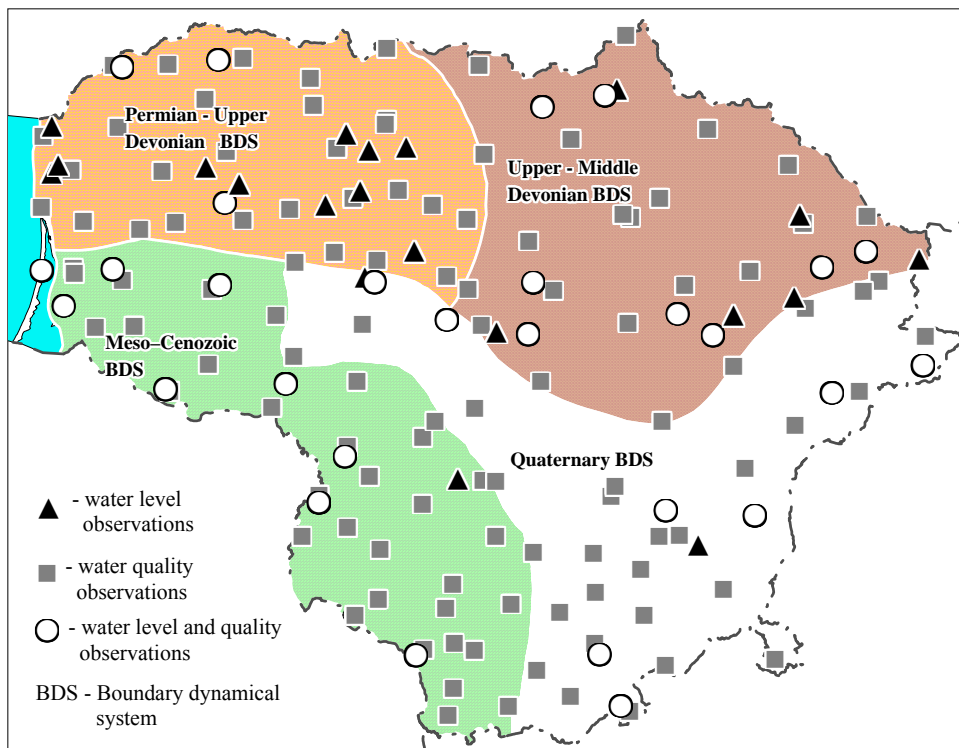 Permian - Upper
Devonian BDS
Upper - Middle
Devonian BDS
Meso–Cenozoic
BDS
Quaternary BDS
- water level
observations
- water quality
observations
- water level and quality
observations
BDS - Boundary dynamical
system